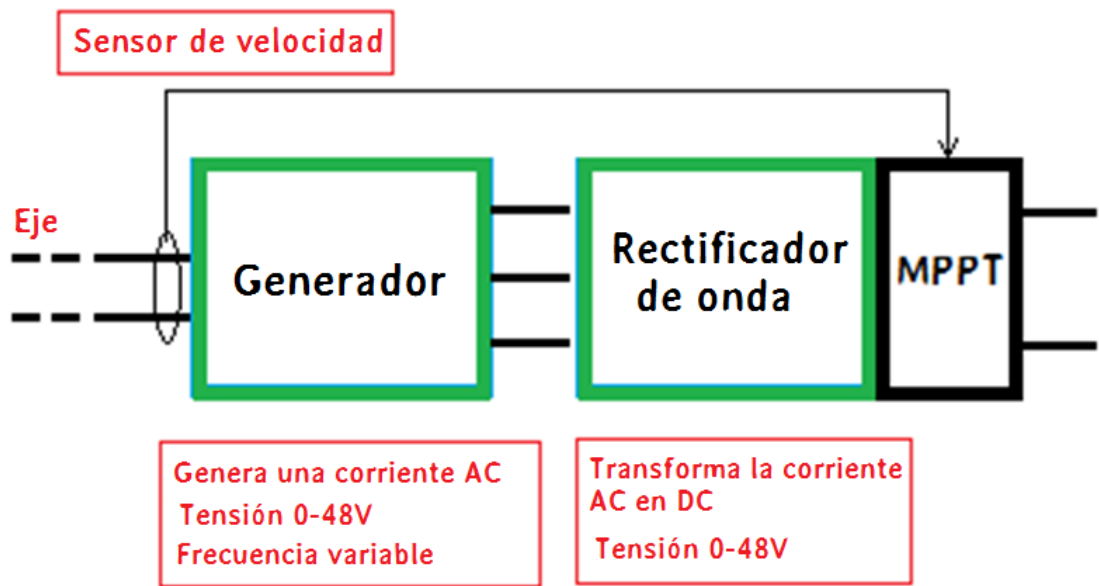 Sensor de velocidad
Eje
Generador
Rectificador
de onda
MPPT
Genera una corriente AC
Tensión 0-48V
Frecuencia variable
Transforma la corriente
AC en DC
Tensión 0-48V